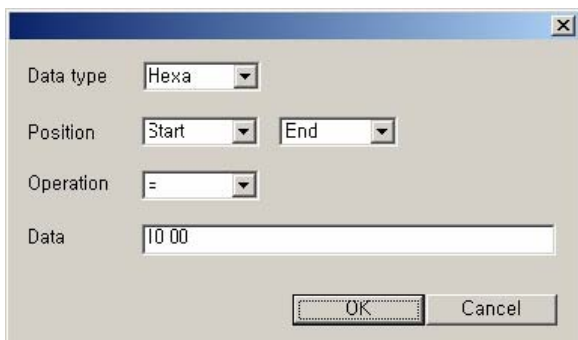 Data type Hexa
Position Start End
Operation =
Data 10 00
OK Cancel